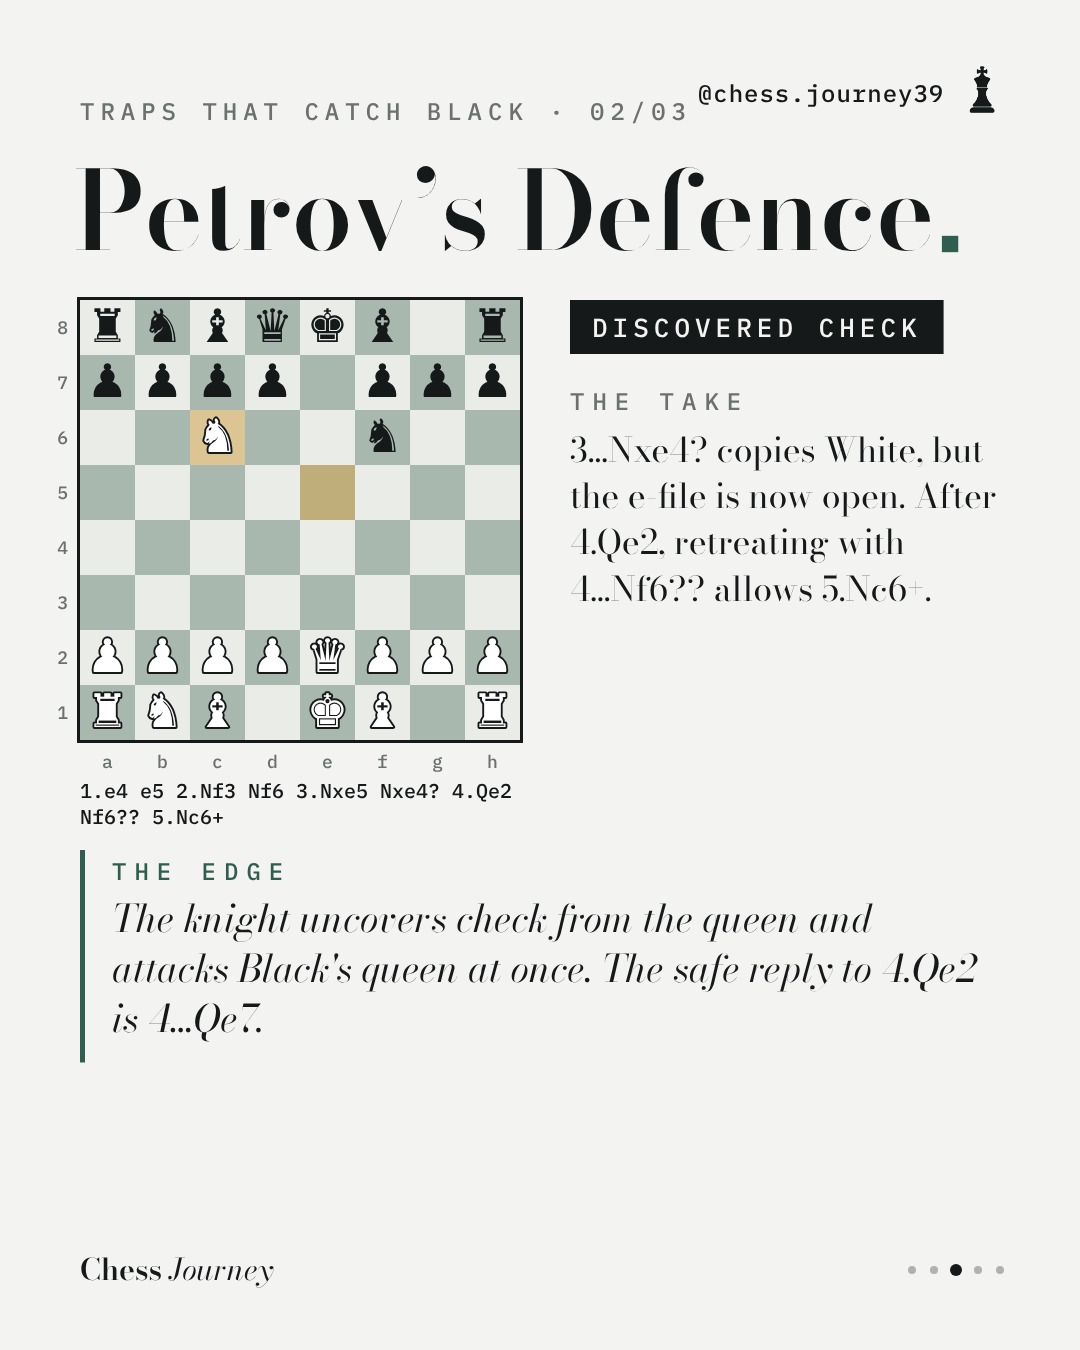 TRAPS THAT CATCH BLACK · 02/03
@chess.journey39
Petrov’s Defence.
8
7
6
5
4
3
2
1
a b c d e f g h
1.e4 e5 2.Nf3 Nf6 3.Nxe5 Nxe4? 4.Qe2
Nf6?? 5.Nc6+
DISCOVERED CHECK
THE TAKE
3...Nxe4? copies White, but
the e-file is now open. After
4.Qe2, retreating with
4...Nf6?? allows 5.Nc6+.
THE EDGE
The knight uncovers check from the queen and
attacks Black's queen at once. The safe reply to 4.Qe2
is 4...Qe7.
Chess Journey